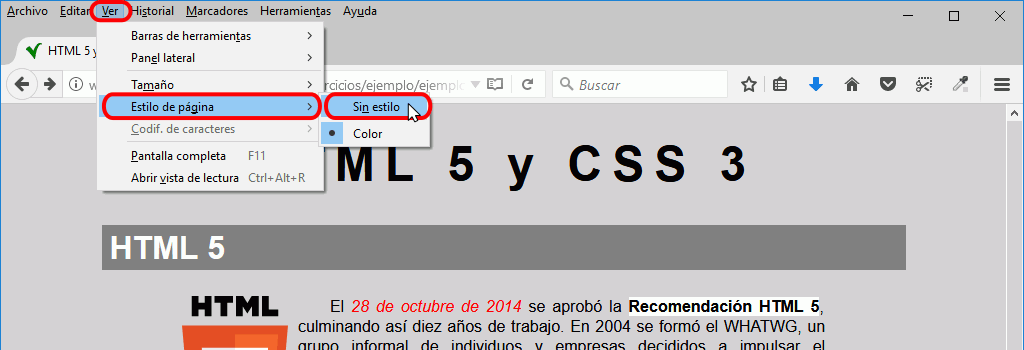 Archivo Editar Ver Historial Marcadores Herramientas Ayuda
HTML 5 y
Barras de herramientas
Panel lateral
Tamaño
Estilo de página
Codif. de caracteres
Pantalla completa F11
Abrir vista de lectura Ctrl+Alt+R
Sin estilo
Color
rcicios/ejemplo/ejemplo
Buscar
ML 5 y CSS 3
HTML 5
HTML
El 28 de octubre de 2014 se aprobó la Recomendación HTML 5,
culminando así diez años de trabajo. En 2004 se formó el WHATWG, un
grupo informal de individuos y empresas decididos a impulsar el